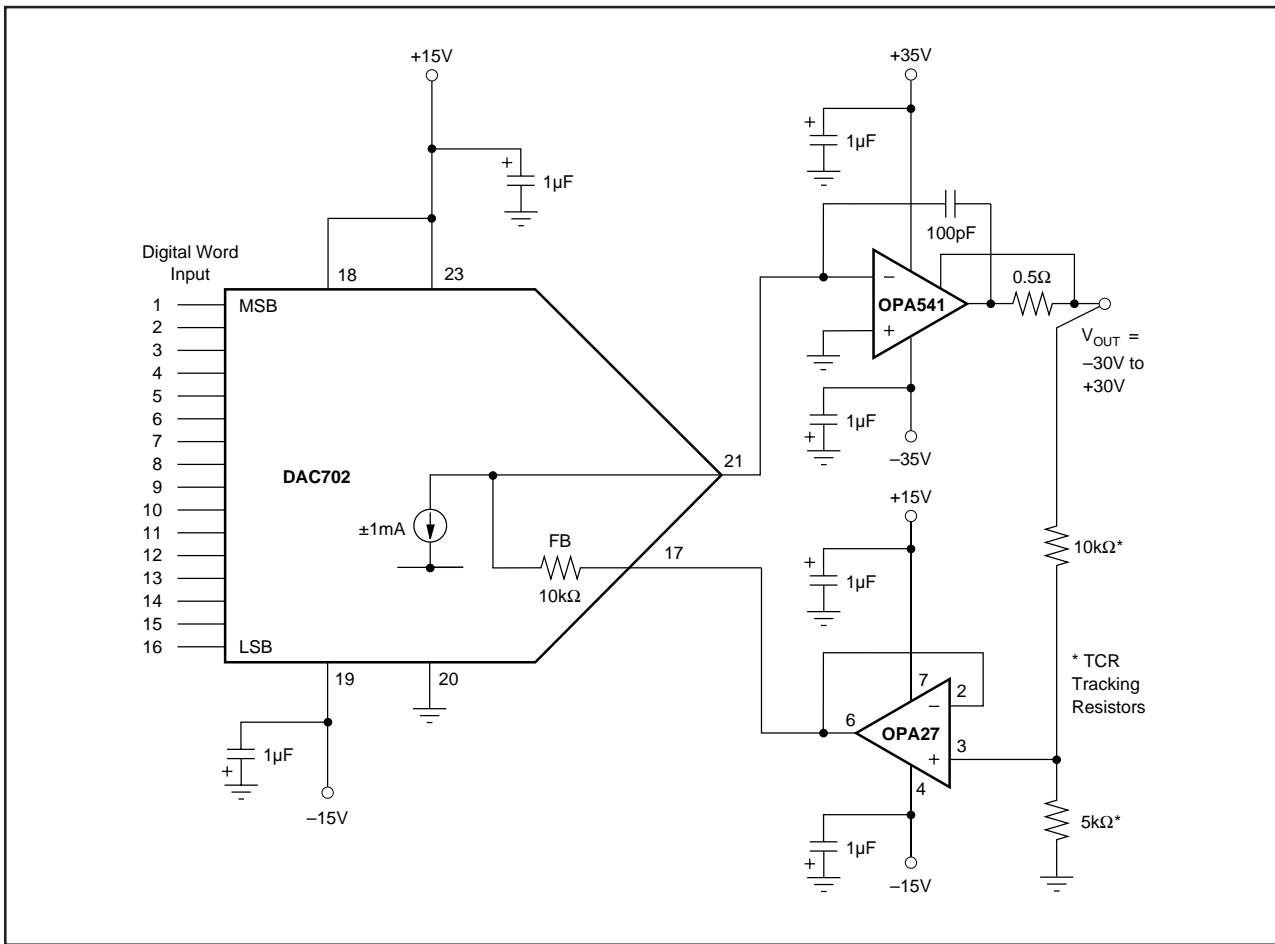 +15V
+
1µF
Digital Word
Input
18
23
1
2
3
4
5
6
7
8
9
10
11
12
13
14
15
16
MSB
LSB
DAC702
±1mA
FB
10kΩ
21
17
19
20
1µF
+
–15V
+35V
+
1µF
100pF
–
OPA541
+
0.5Ω
V_OUT =
–30V to
+30V
1µF
+
–35V
+15V
+
1µF
10kΩ*
* TCR
Tracking
Resistors
7
2
–
6
OPA27
3
+
4
5kΩ*
1µF
+
–15V